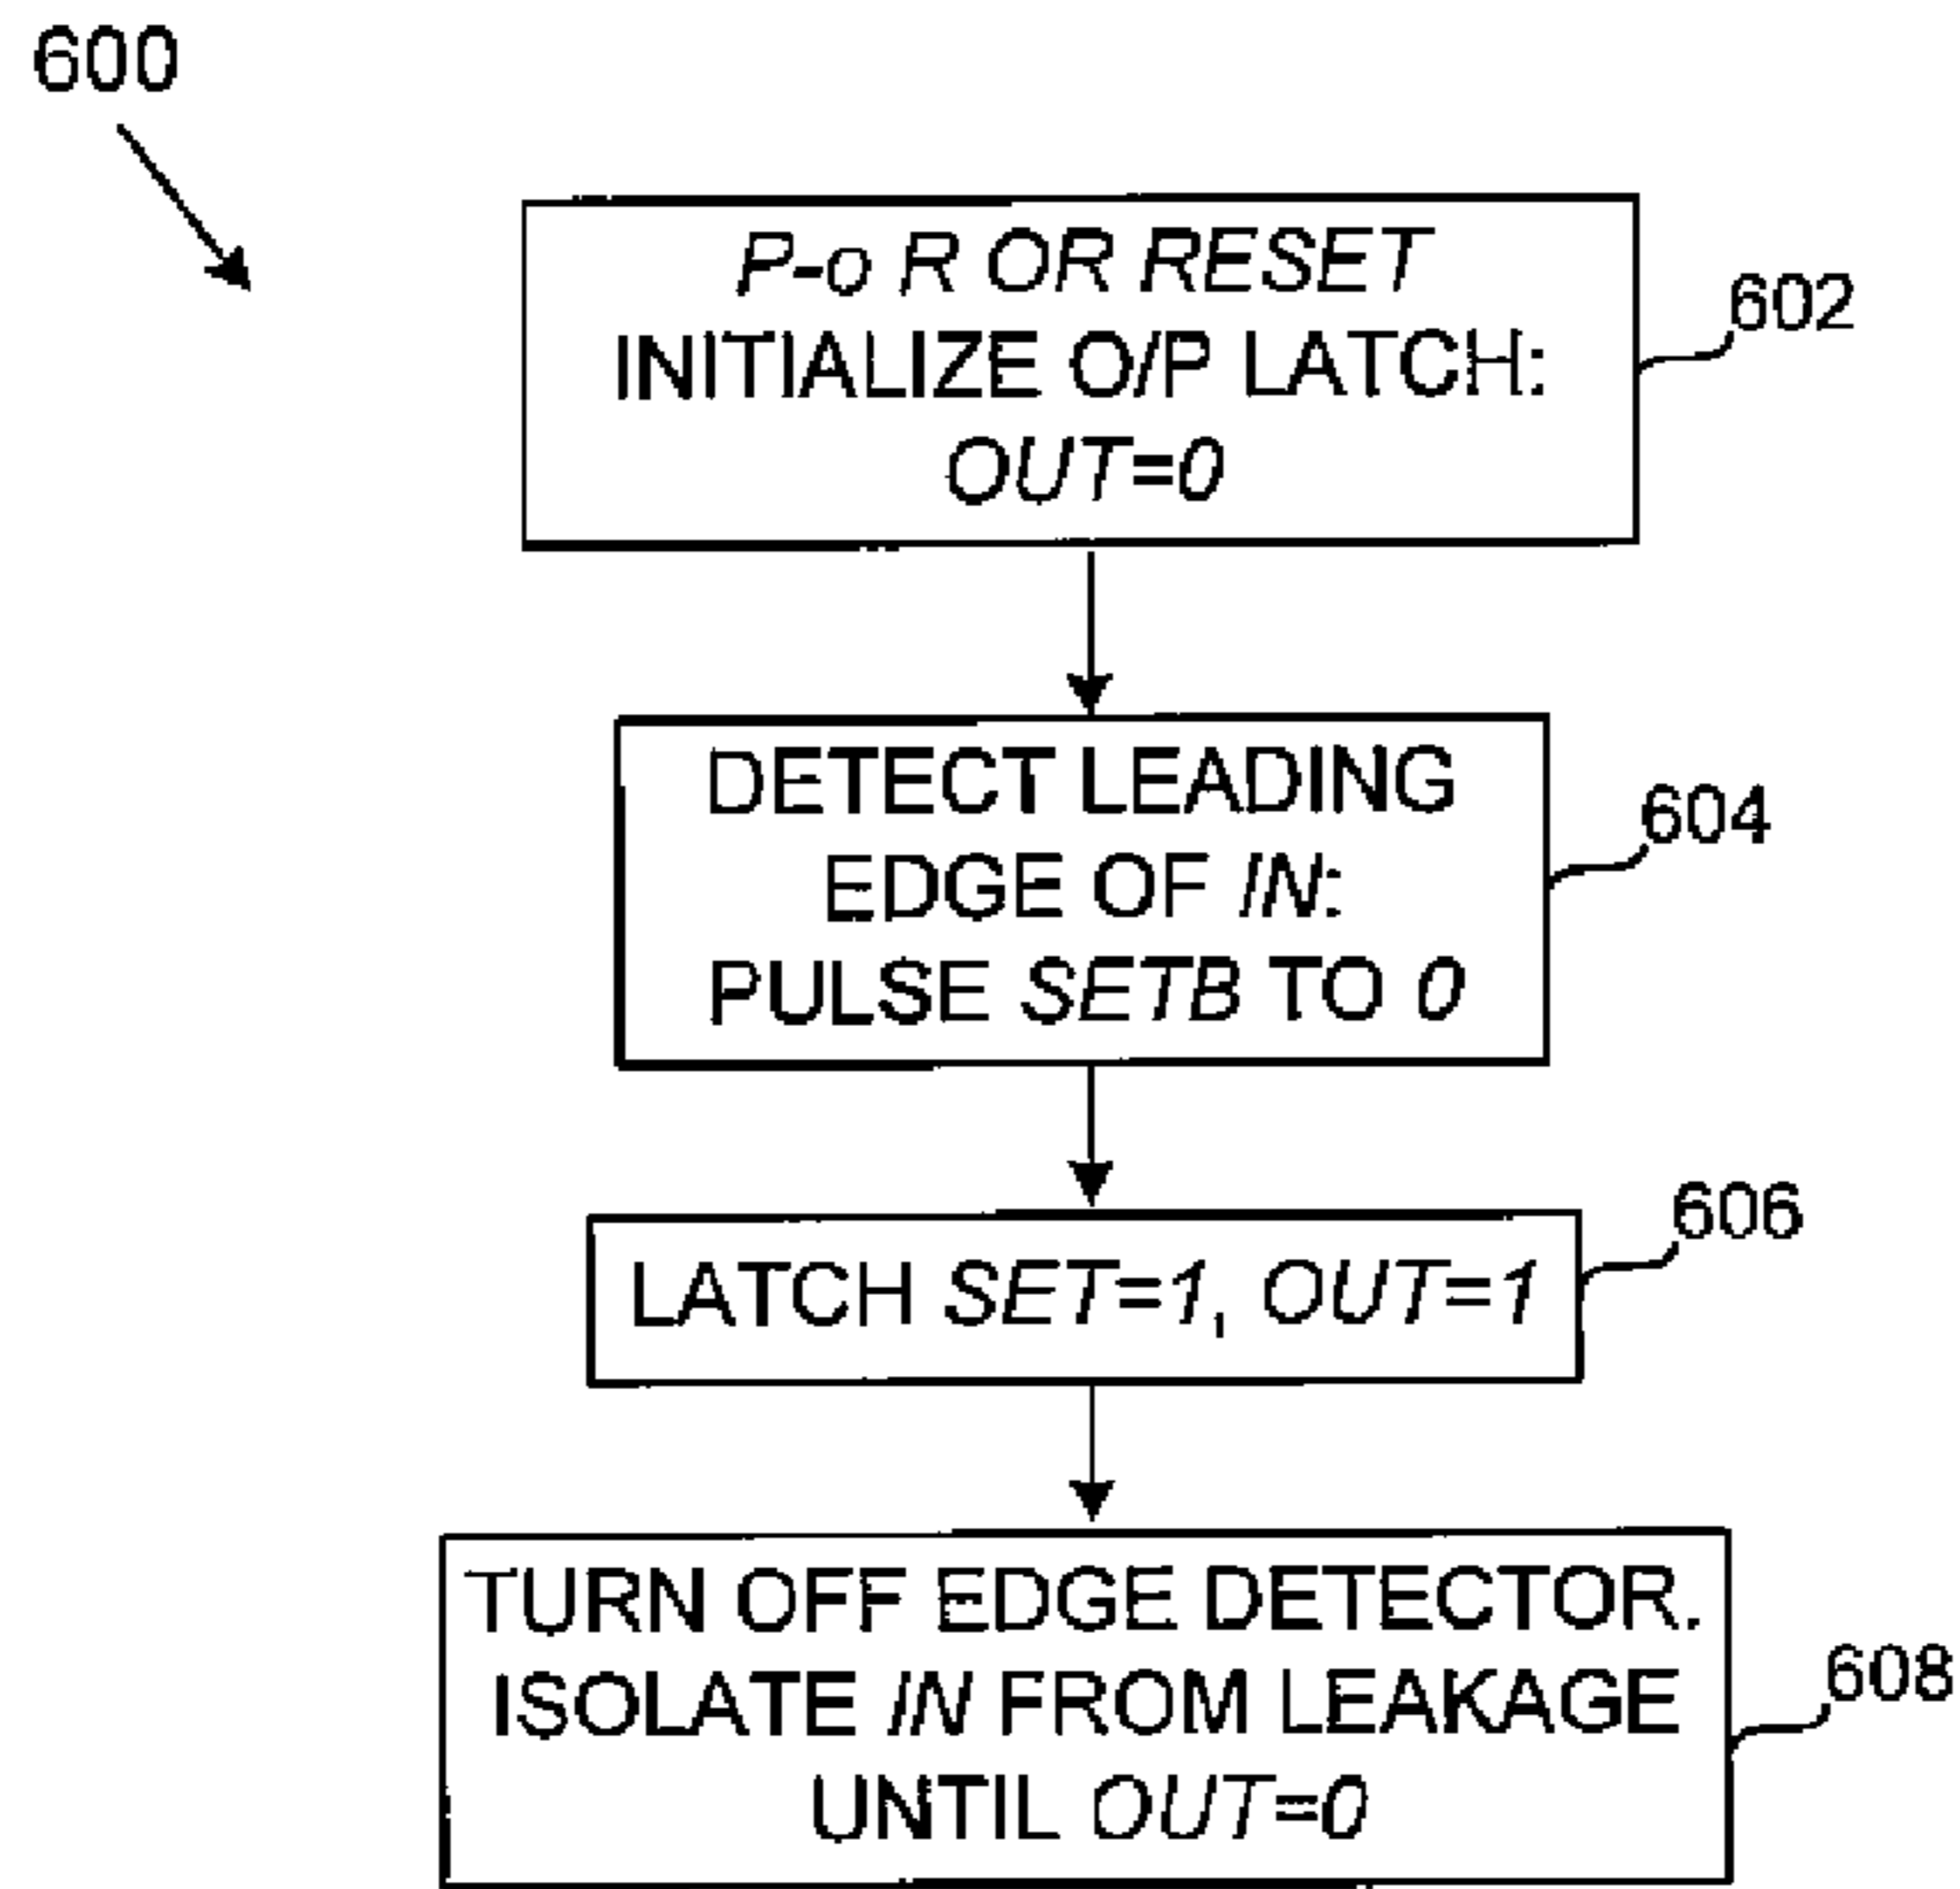 600
P-o R OR RESET
INITIALIZE O/P LATCH:
OUT=0
602
DETECT LEADING
EDGE OF IN:
PULSE SETB TO 0
604
LATCH SET=1, OUT=1
606
TURN OFF EDGE DETECTOR.
ISOLATE IN FROM LEAKAGE
UNTIL OUT=0
608